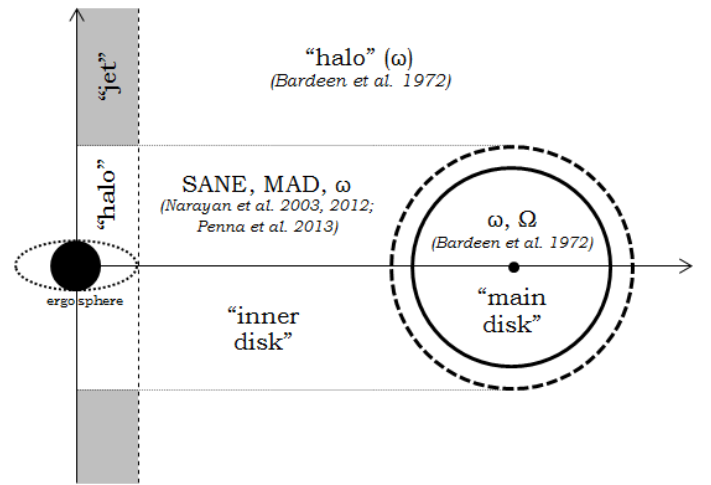 “jet”
“halo” (ω)
(Bardeen et al. 1972)
“halo”
SANE, MAD, ω
(Narayan et al. 2003, 2012;
Penna et al. 2013)
ω, Ω
(Bardeen et al. 1972)
ergosphere
“inner
disk”
“main
disk”